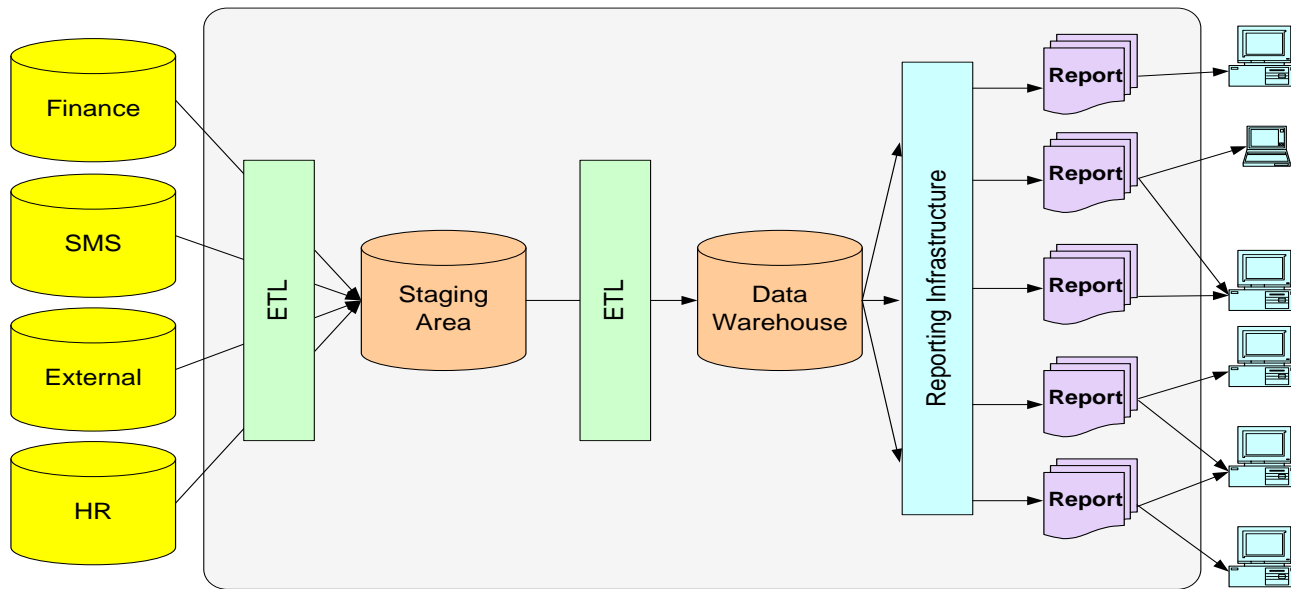 Finance
SMS
External
HR
ETL
Staging
Area
ETL
Data
Warehouse
Reporting Infrastructure
Report
Report
Report
Report
Report